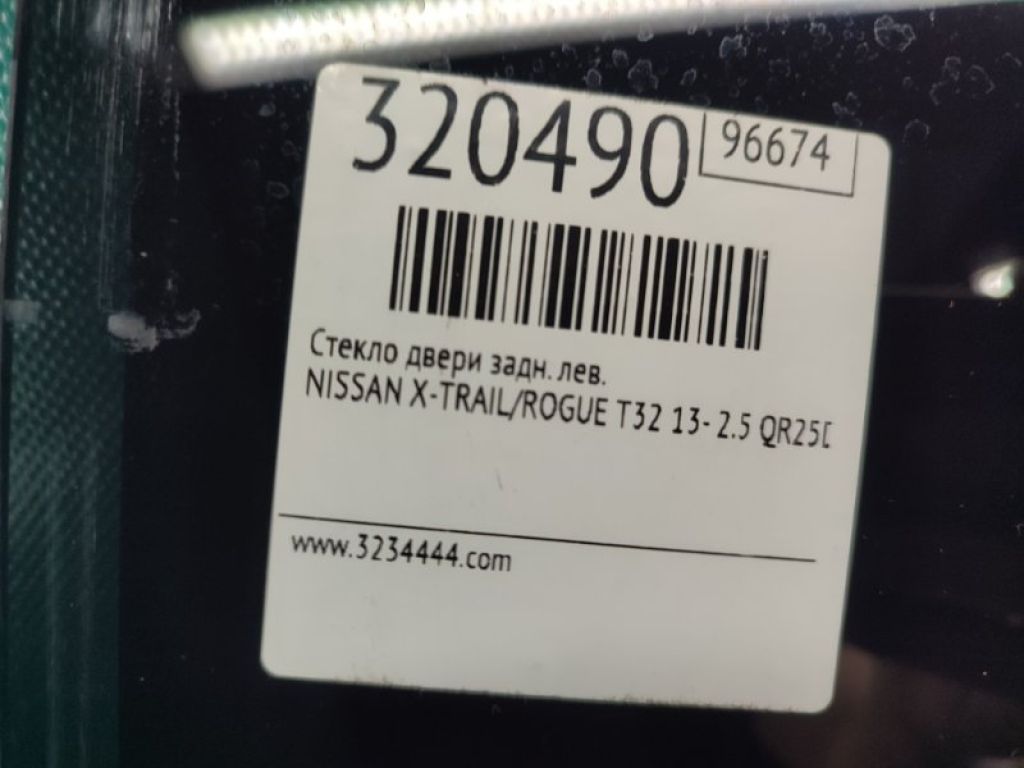 320490
96674
Стекло двери задн. лев.
NISSAN X-TRAIL/ROGUE T32 13- 2.5 QR25
www.3234444.com